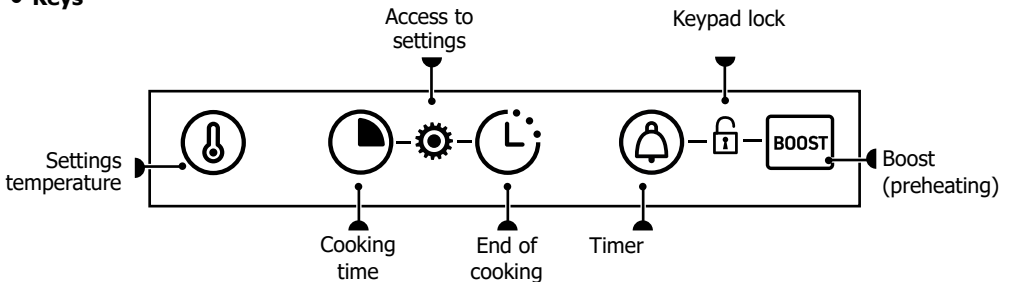 • Keys
Access to
settings
Keypad lock
BOOST
Settings
temperature
Boost
(preheating)
Cooking
time
End of
cooking
Timer